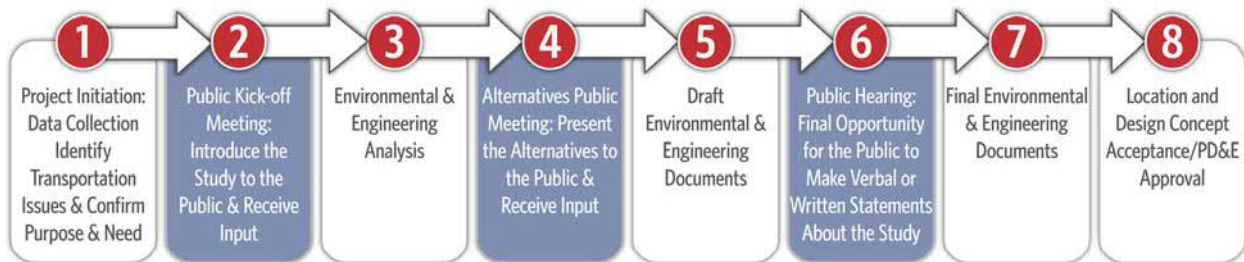 1
Project Initiation:
Data Collection
Identify
Transportation
Issues & Confirm
Purpose & Need
2
Public Kick-off
Meeting:
Introduce the
Study to the
Public & Receive
Input
3
Environmental &
Engineering
Analysis
4
Alternatives Public
Meeting: Present
the Alternatives to
the Public &
Receive Input
5
Draft
Environmental &
Engineering
Documents
6
Public Hearing:
Final Opportunity
for the Public to
Make Verbal or
Written Statements
About the Study
7
Final Environmental
& Engineering
Documents
8
Location and
Design Concept
Acceptance/PD&E
Approval